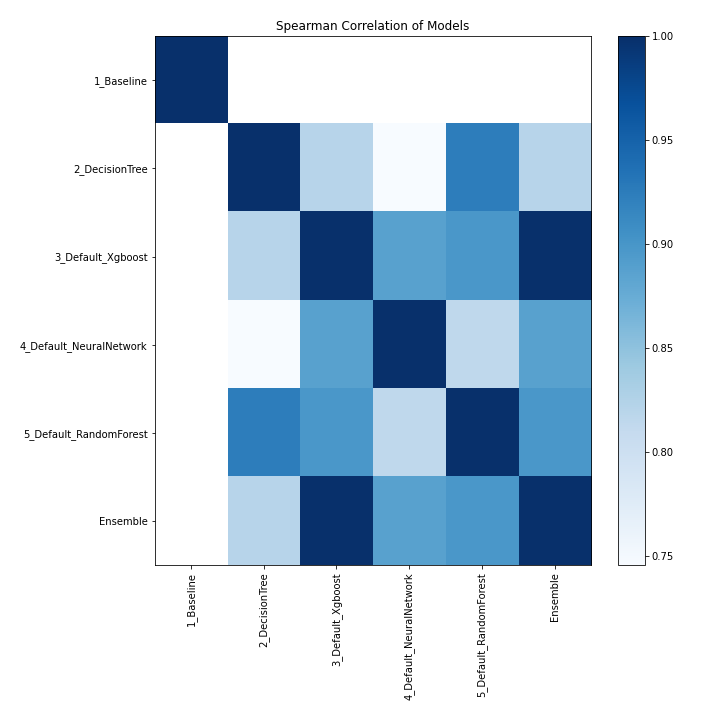 Spearman Correlation of Models
1_Baseline
2_DecisionTree
3_Default_Xgboost
4_Default_NeuralNetwork
5_Default_RandomForest
Ensemble
1_Baseline
2_DecisionTree
3_Default_Xgboost
4_Default_NeuralNetwork
5_Default_RandomForest
Ensemble
1.00
0.95
0.90
0.85
0.80
0.75